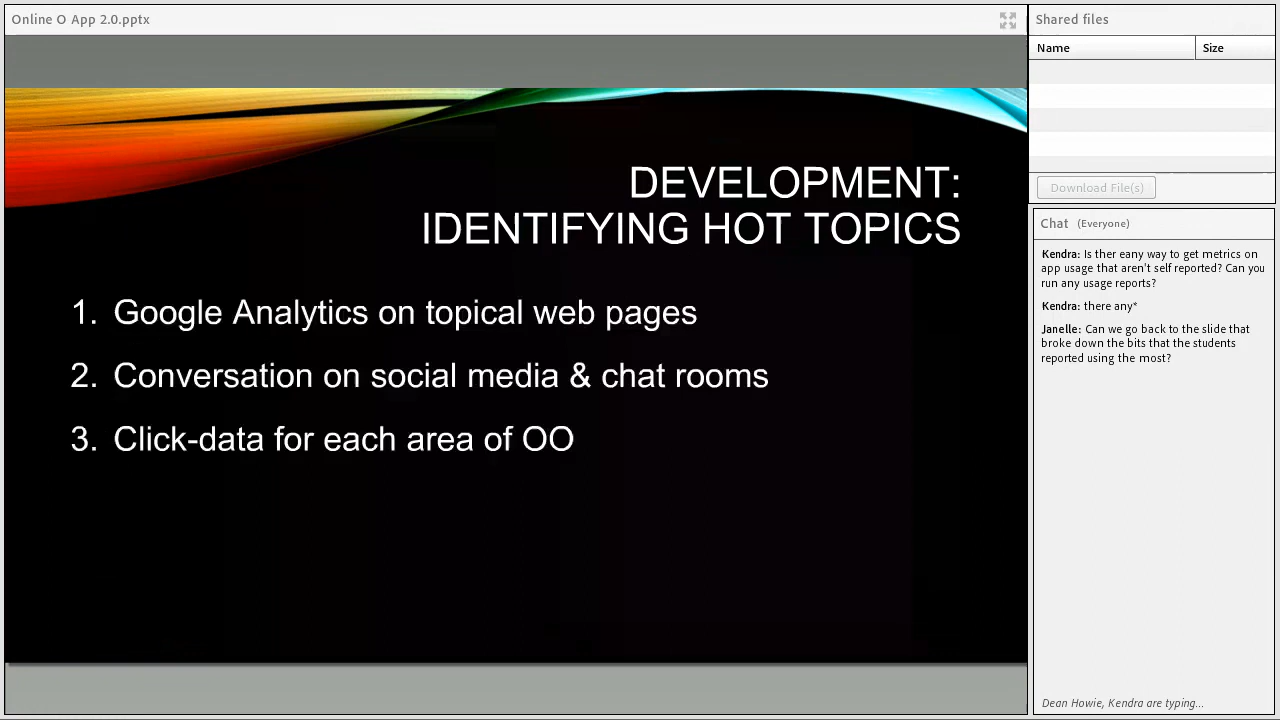 Online O App 2.0.pptx
DEVELOPMENT:
IDENTIFYING HOT TOPICS
1. Google Analytics on topical web pages
2. Conversation on social media & chat rooms
3. Click-data for each area of OO
Shared files
Name Size
Download File(s)
Chat (Everyone)
Kendra: Is ther eany way to get metrics on
app usage that aren't self reported? Can you
run any usage reports?
Kendra: there any*
Janelle: Can we go back to the slide that
broke down the bits that the students
reported using the most?
Dean Howie, Kendra are typing...